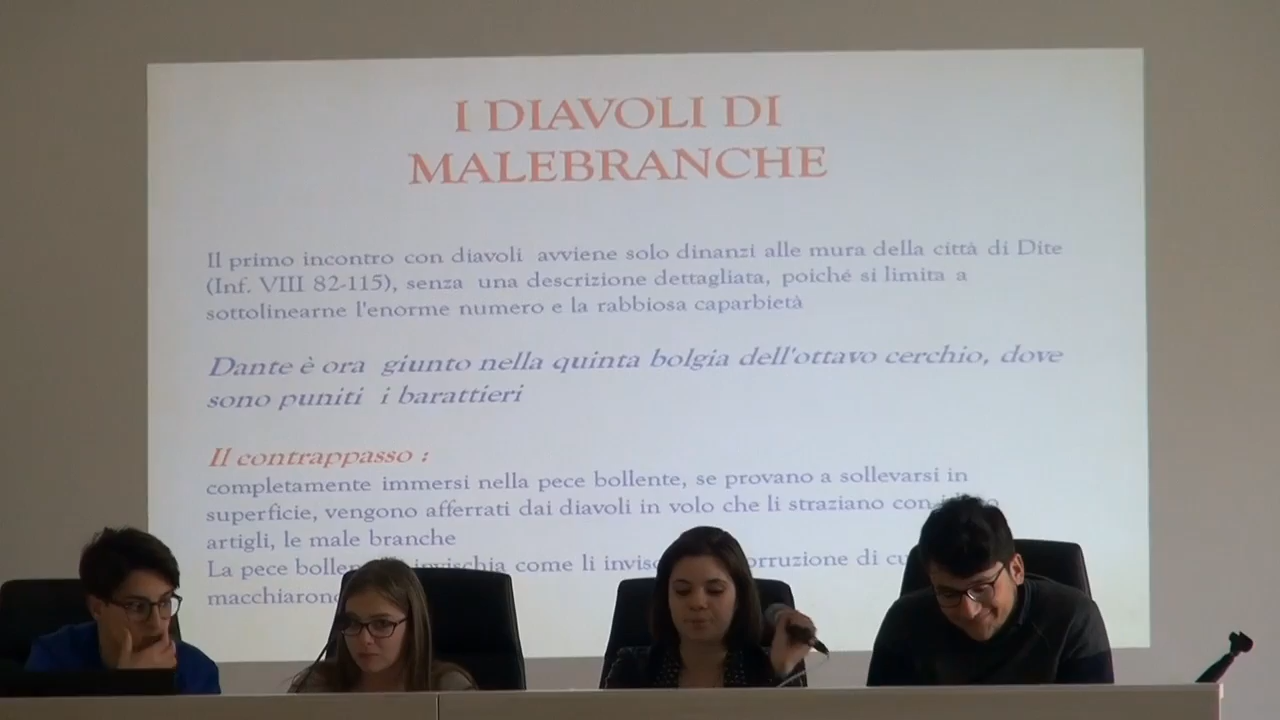 I DIAVOLI DI
MALEBRANCHE
Il primo incontro con diavoli avviene solo dinanzi alle mura della città di Dite
(Inf. VIII 82-115), senza una descrizione dettagliata, poiché si limita a
sottolinearne l'enorme numero e la rabbiosa caparbietà
Dante è ora giunto nella quinta bolgia dell'ottavo cerchio, dove
sono puniti i barattieri
Il contrappasso :
completamente immersi nella pece bollente, se provano a sollevarsi in
superficie, vengono afferrati dai diavoli in volo che li straziano con
artigli, le male branche
La pece invischia come li